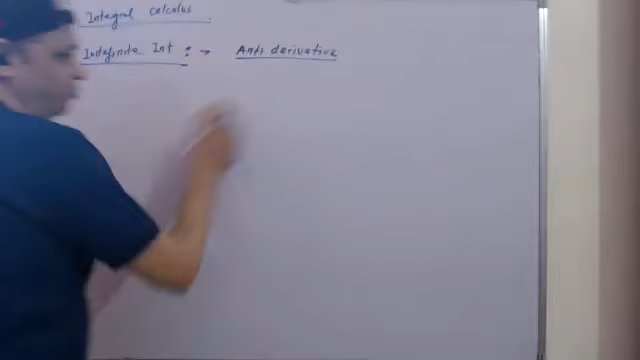 Integral calculus
Indefinite Int : → Anti derivative